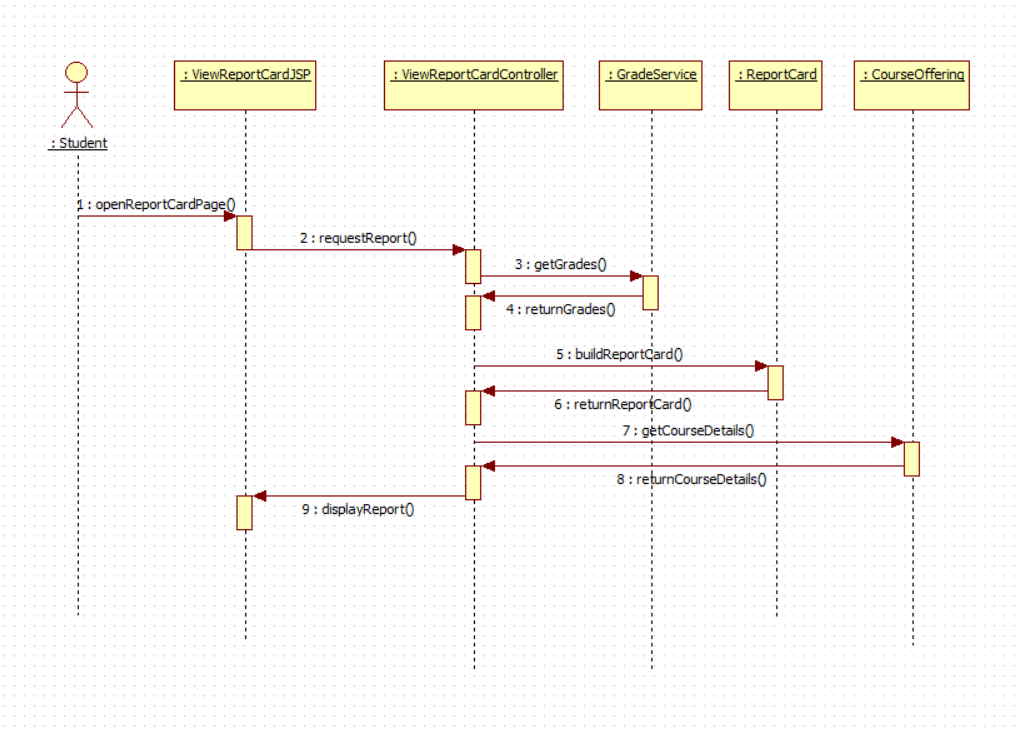 : ViewReportCardJSP
: ViewReportCardController
: GradeService
: ReportCard
: CourseOffering
: Student
1 : openReportCardPage()
2 : requestReport()
3 : getGrades()
4 : returnGrades()
5 : buildReportCard()
6 : returnReportCard()
7 : getCourseDetails()
8 : returnCourseDetails()
9 : displayReport()